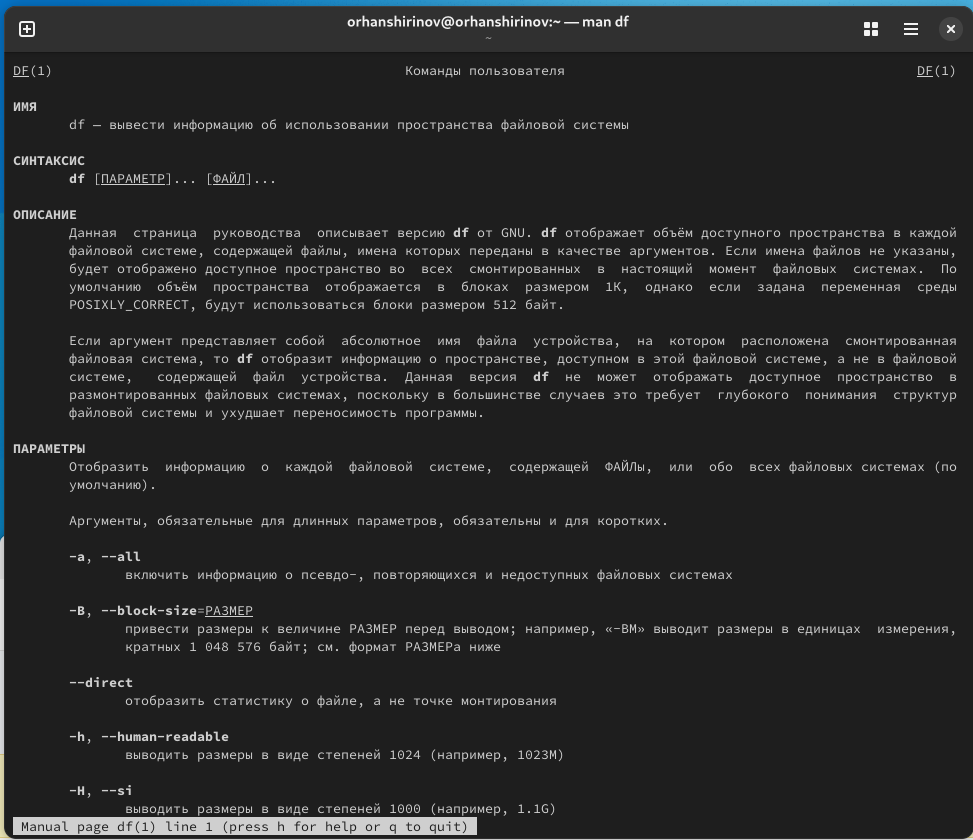 orhanshirinov@orhanshirinov:~ — man df
~
DF(1) Команды пользователя DF(1)
ИМЯ
df — вывести информацию об использовании пространства файловой системы
СИНТАКСИС
df [ПАРАМЕТР]... [ФАЙЛ]...
ОПИСАНИЕ
Данная страница руководства описывает версию df от GNU. df отображает объём доступного пространства в каждой
файловой системе, содержащей файлы, имена которых переданы в качестве аргументов. Если имена файлов не указаны,
будет отображено доступное пространство во всех смонтированных в настоящий момент файловых системах. По
умолчанию объём пространства отображается в блоках размером 1К, однако если задана переменная среды
POSIXLY_CORRECT, будут использоваться блоки размером 512 байт.
Если аргумент представляет собой абсолютное имя файла устройства, на котором расположена смонтированная
файловая система, то df отобразит информацию о пространстве, доступном в этой файловой системе, а не в файловой
системе, содержащей файл устройства. Данная версия df не может отображать доступное пространство в
размонтированных файловых системах, поскольку в большинстве случаев это требует глубокого понимания структур
файловой системы и ухудшает переносимость программы.
ПАРАМЕТРЫ
Отобразить информацию о каждой файловой системе, содержащей ФАЙЛы, или обо всех файловых системах (по
умолчанию).
Аргументы, обязательные для длинных параметров, обязательны и для коротких.
-a, --all
включить информацию о псевдо-, повторяющихся и недоступных файловых системах
-B, --block-size=РАЗМЕР
привести размеры к величине РАЗМЕР перед выводом; например, «-BM» выводит размеры в единицах измерения,
кратных 1 048 576 байт; см. формат РАЗМЕРа ниже
--direct
отобразить статистику о файле, а не точке монтирования
-h, --human-readable
выводить размеры в виде степеней 1024 (например, 1023M)
-H, --si
выводить размеры в виде степеней 1000 (например, 1.1G)
Manual page df(1) line 1 (press h for help or q to quit)